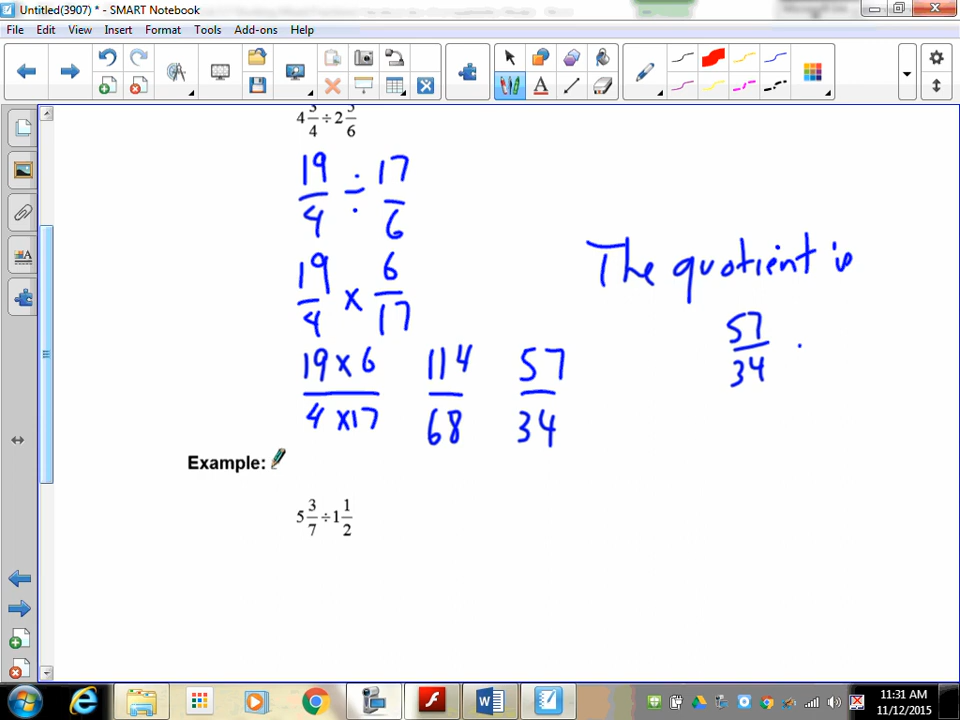 Untitled(3907) * - SMART Notebook
File Edit View Insert Format Tools Add-ons Help
4 3/4 ÷ 2 5/6
19/4 ÷ 17/6
19/4 x 6/17
The quotient is
57/34 .
19 x 6 / 4 x 17 114/68 57/34
Example:
5 3/7 ÷ 1 1/2
11:31 AM
11/12/2015